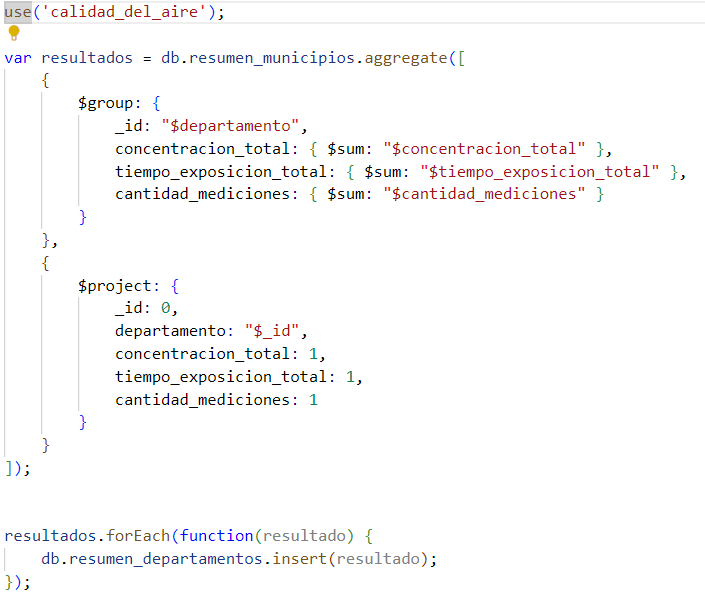 use('calidad_del_aire');
var resultados = db.resumen_municipios.aggregate([
{
$group: {
_id: "$departamento",
concentracion_total: { $sum: "$concentracion_total" },
tiempo_exposicion_total: { $sum: "$tiempo_exposicion_total" },
cantidad_mediciones: { $sum: "$cantidad_mediciones" }
}
},
{
$project: {
_id: 0,
departamento: "$_id",
concentracion_total: 1,
tiempo_exposicion_total: 1,
cantidad_mediciones: 1
}
}
]);
resultados.forEach(function(resultado) {
db.resumen_departamentos.insert(resultado);
});